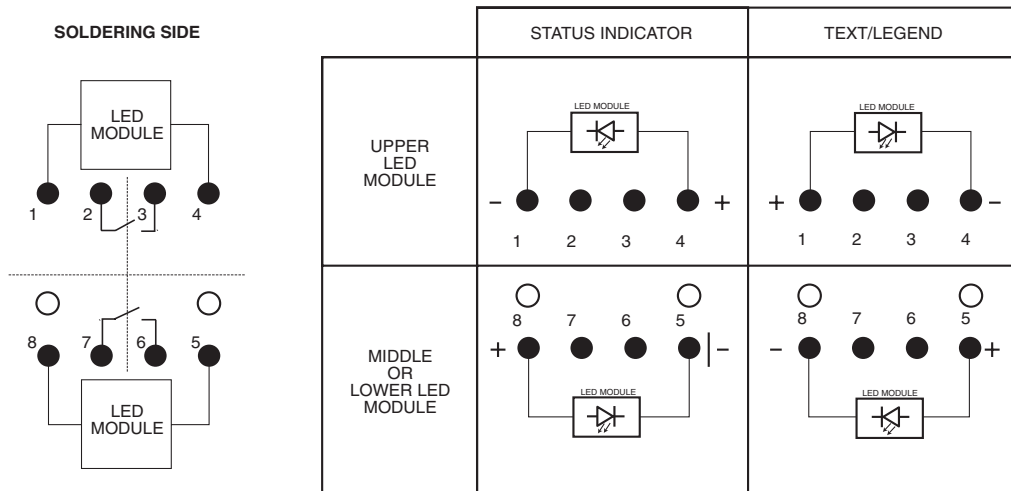 SOLDERING SIDE
LED
MODULE
1 2 3 4
8 7 6 5
LED
MODULE
STATUS INDICATOR TEXT/LEGEND
UPPER
LED
MODULE
LED MODULE
– +
1 2 3 4
LED MODULE
+ –
1 2 3 4
MIDDLE
OR
LOWER LED
MODULE
8 7 6 5
+ –
LED MODULE
8 7 6 5
– +
LED MODULE